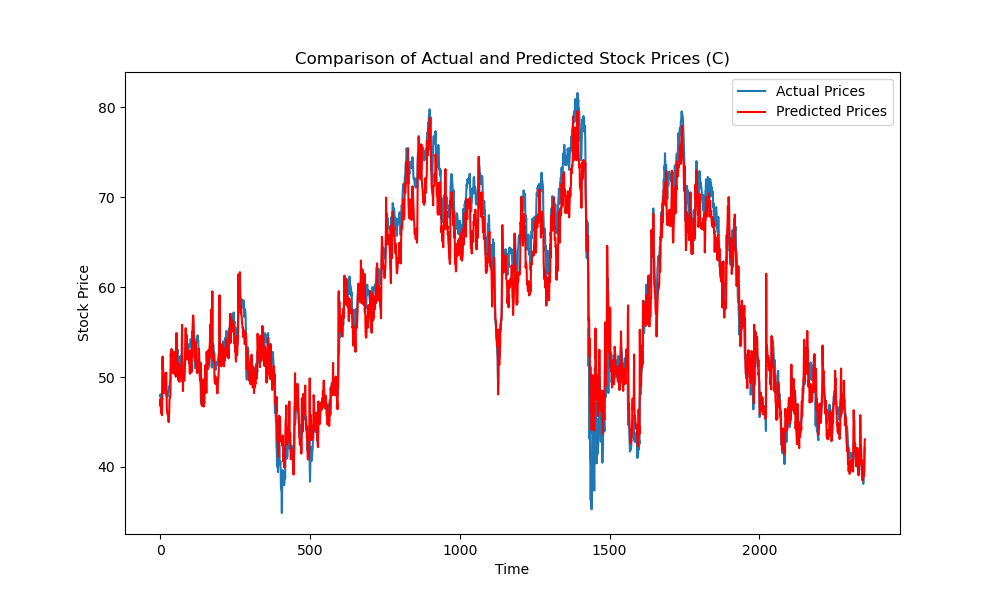 Comparison of Actual and Predicted Stock Prices (C)
Actual Prices
Predicted Prices
80
70
60
50
40
Stock Price
0
500
1000
1500
2000
Time